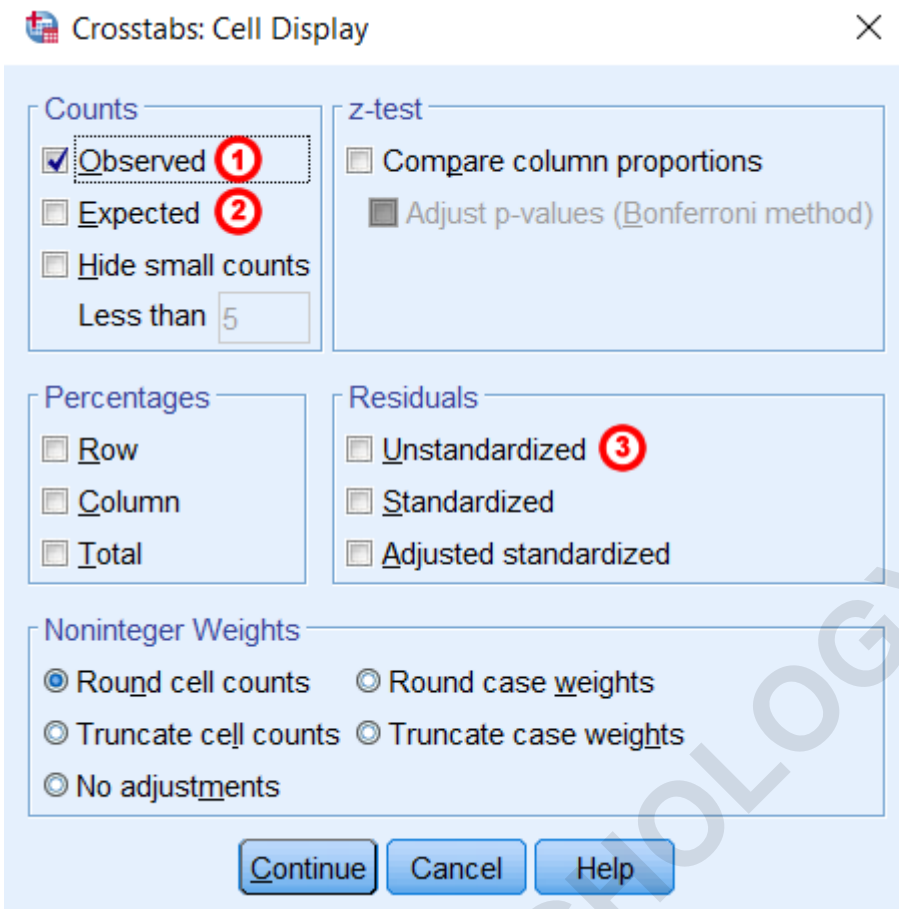 Crosstabs: Cell Display
Counts
Observed 1
Expected 2
Hide small counts
Less than 5
z-test
Compare column proportions
Adjust p-values (Bonferroni method)
Percentages
Row
Column
Total
Residuals
Unstandardized 3
Standardized
Adjusted standardized
Noninteger Weights
Round cell counts Round case weights
Truncate cell counts Truncate case weights
No adjustments
Continue Cancel Help